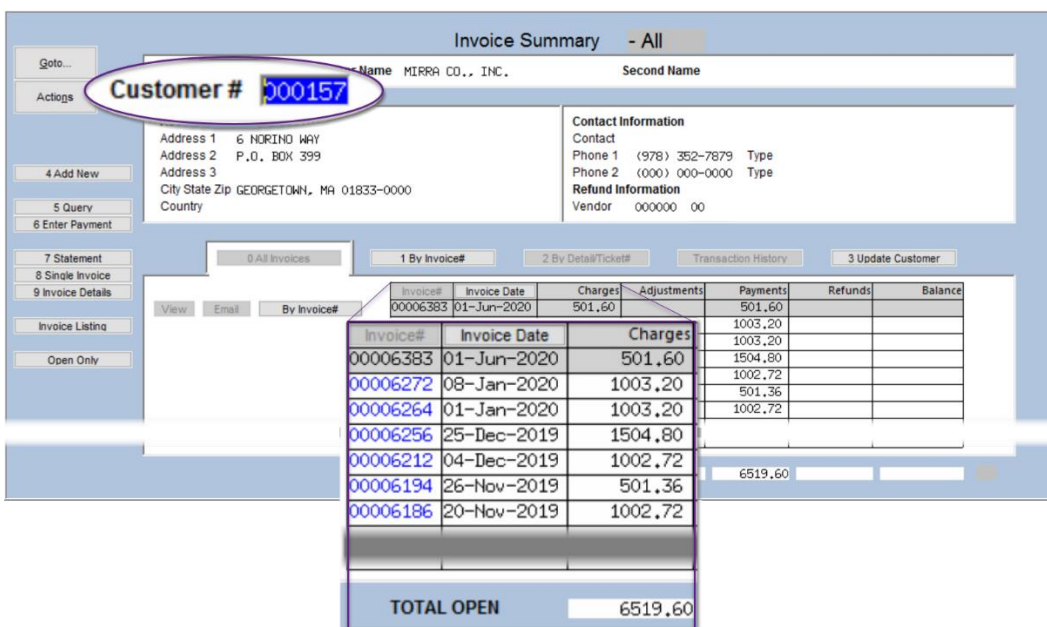 Invoice Summary - All
Goto...
Actions
Customer # 000157
Name MIRRA CO., INC. Second Name
Address 1 6 NORINO WAY
Address 2 P.O. BOX 399
Address 3
City State Zip GEORGETOWN, MA 01833-0000
Country
Contact Information
Contact
Phone 1 (978) 352-7879 Type
Phone 2 (000) 000-0000 Type
Refund Information
Vendor 000000 00
4 Add New
5 Query
6 Enter Payment
7 Statement
8 Single Invoice
9 Invoice Details
Invoice Listing
Open Only
0 All Invoices 1 By Invoice# 2 By Detail/Ticket# Transaction History 3 Update Customer
View Email By Invoice#
Invoice# Invoice Date Charges Adjustments Payments Refunds Balance
00006383 01-Jun-2020 501.60 501.60
1003.20
1003.20
1504.80
1002.72
501.36
1002.72
6519.60
Invoice# Invoice Date Charges
00006383 01-Jun-2020 501.60
00006272 08-Jan-2020 1003.20
00006264 01-Jan-2020 1003.20
00006256 25-Dec-2019 1504.80
00006212 04-Dec-2019 1002.72
00006194 26-Nov-2019 501.36
00006186 20-Nov-2019 1002.72
TOTAL OPEN 6519.60